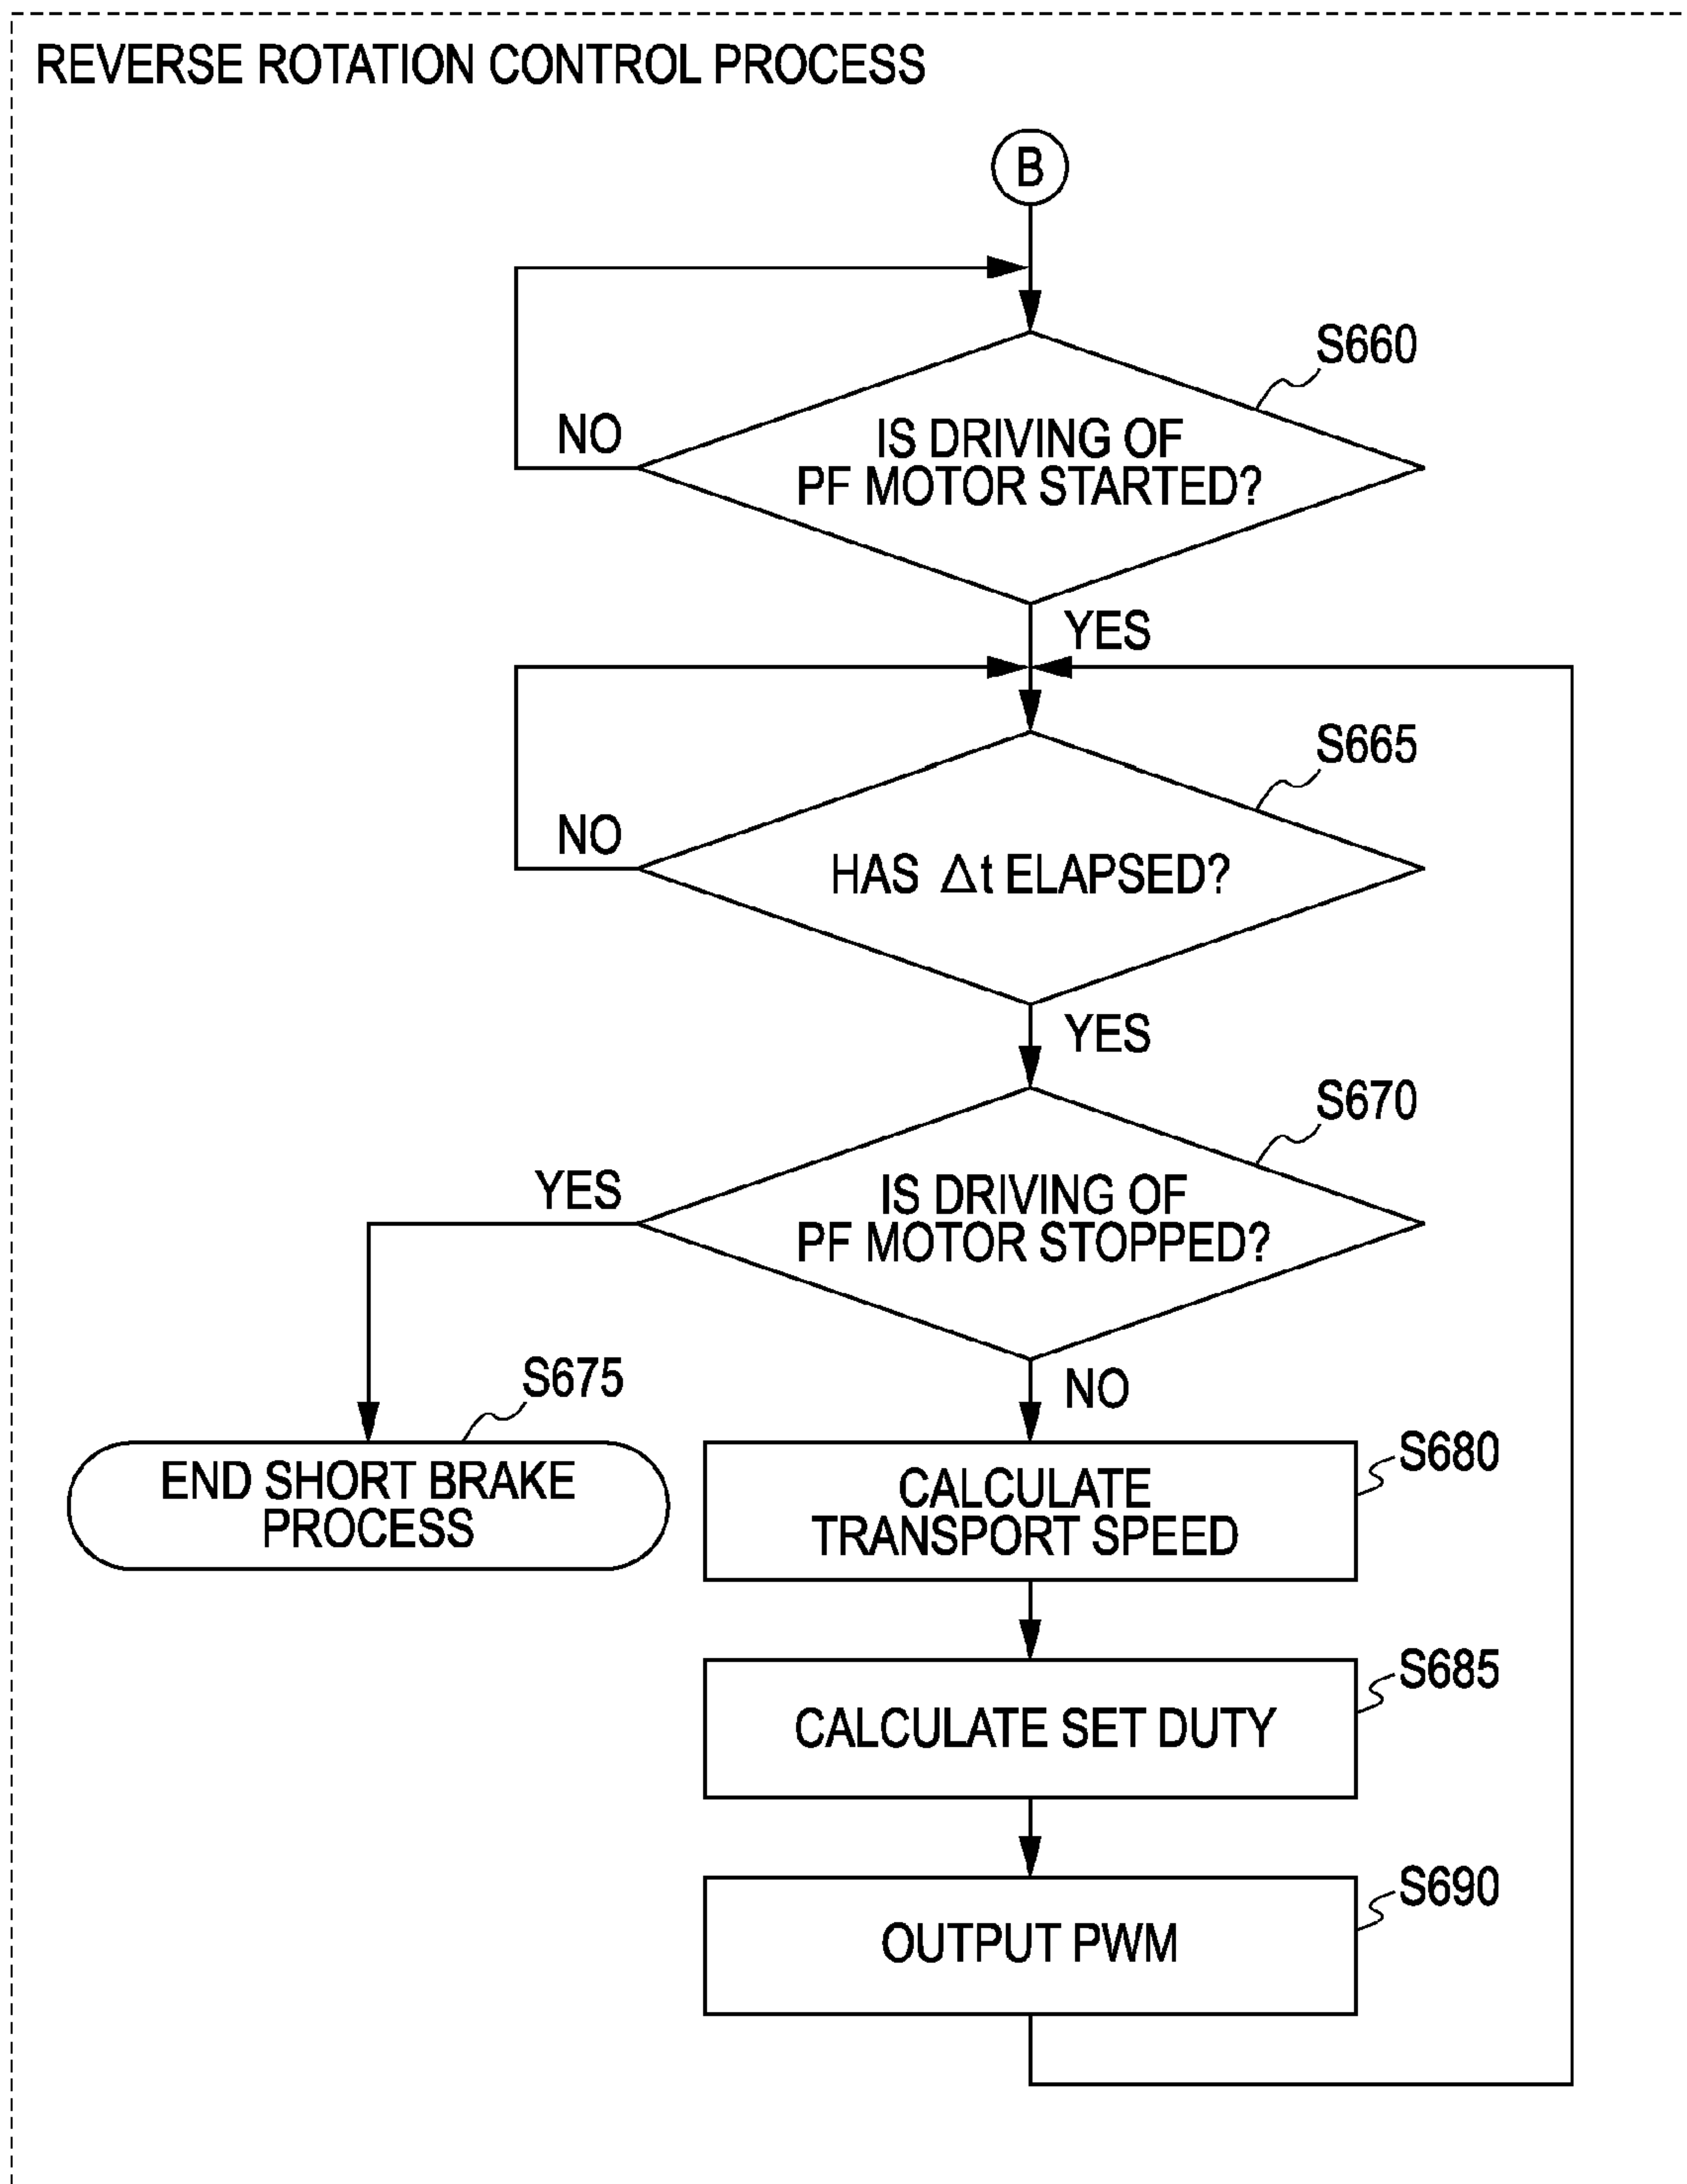 REVERSE ROTATION CONTROL PROCESS
B
S660
NO
IS DRIVING OF
PF MOTOR STARTED?
YES
S665
NO
HAS Δt ELAPSED?
YES
S670
YES
IS DRIVING OF
PF MOTOR STOPPED?
NO
S675
END SHORT BRAKE
PROCESS
S680
CALCULATE
TRANSPORT SPEED
S685
CALCULATE SET DUTY
S690
OUTPUT PWM